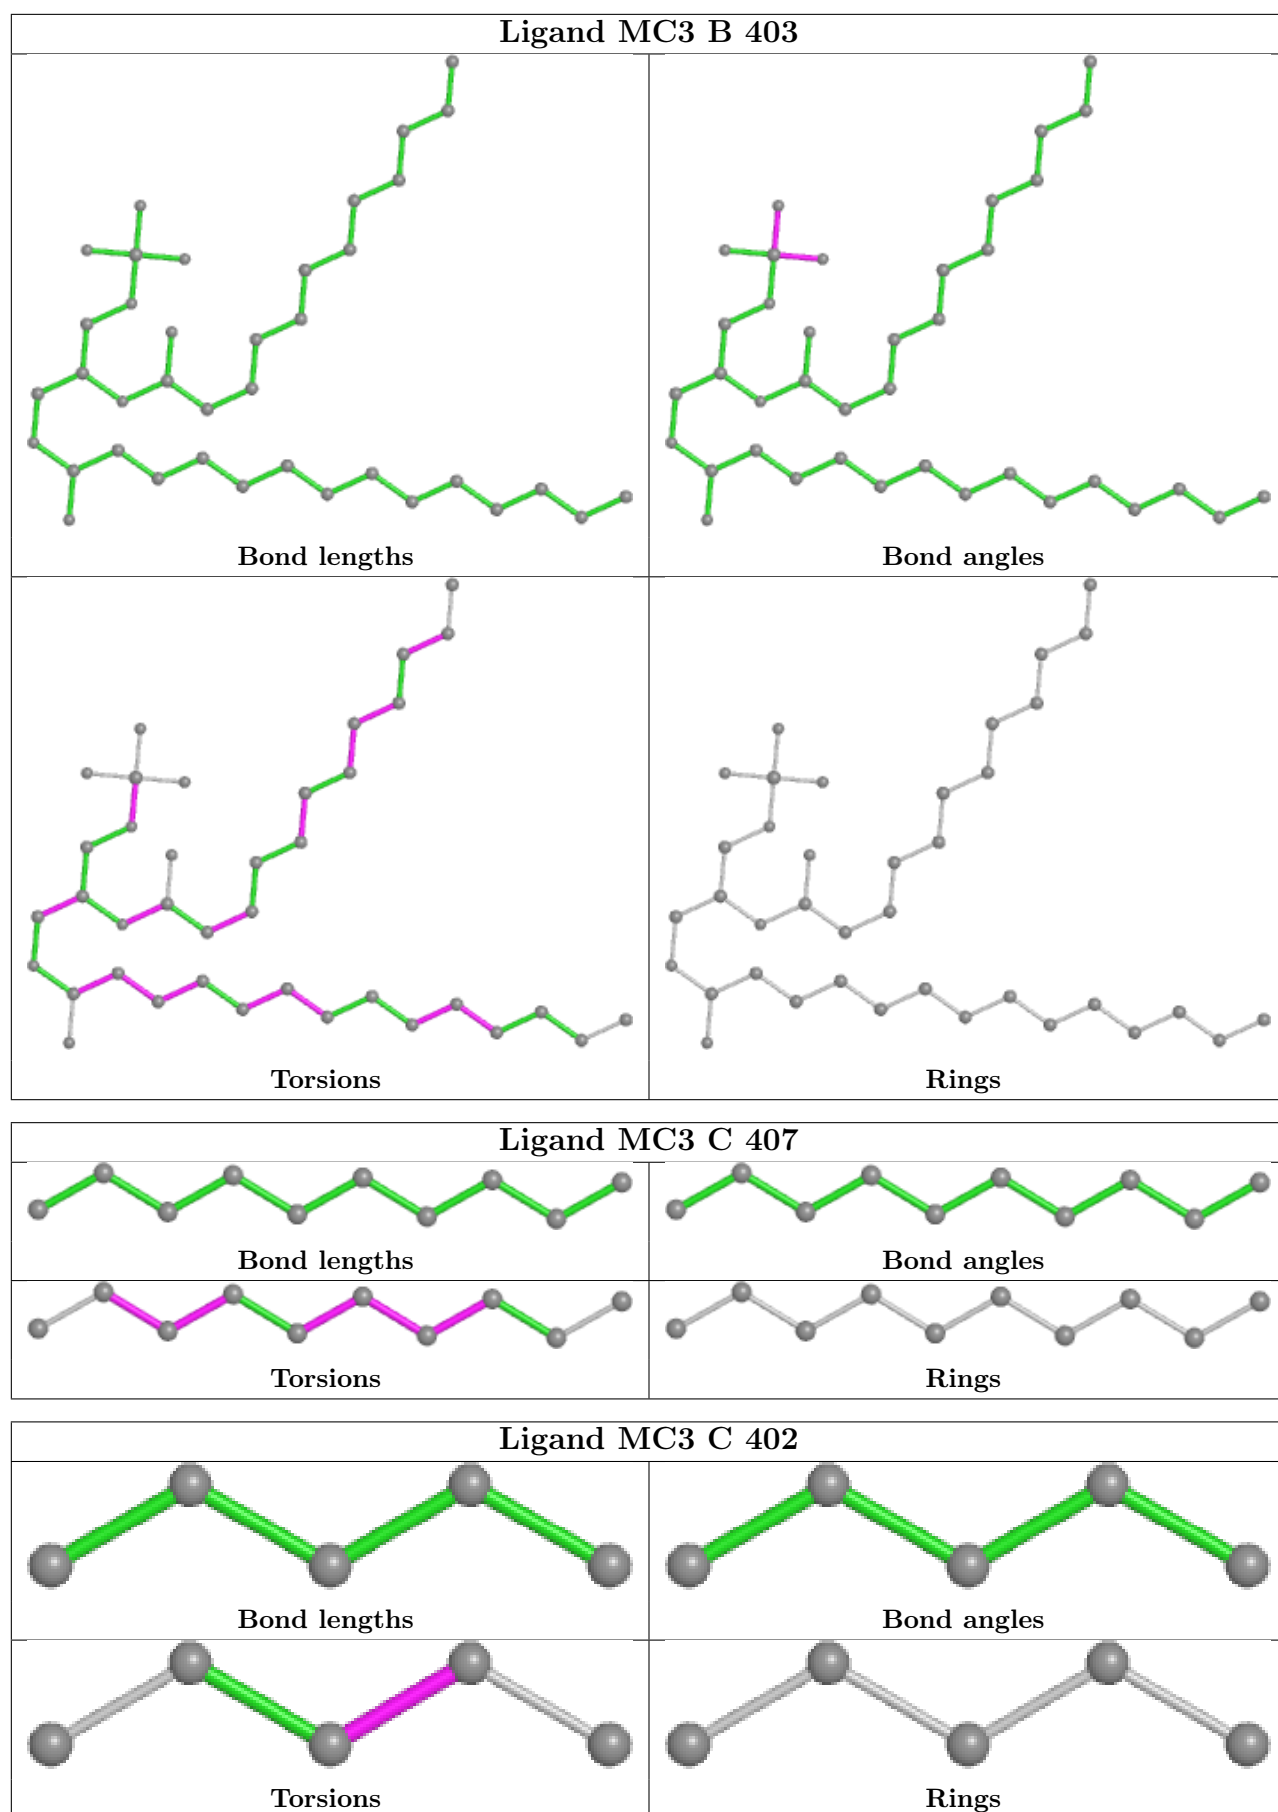 Ligand MC3 B 403
Bond lengths
Bond angles
Torsions
Rings
Ligand MC3 C 407
Bond lengths
Bond angles
Torsions
Rings
Ligand MC3 C 402
Bond lengths
Bond angles
Torsions
Rings